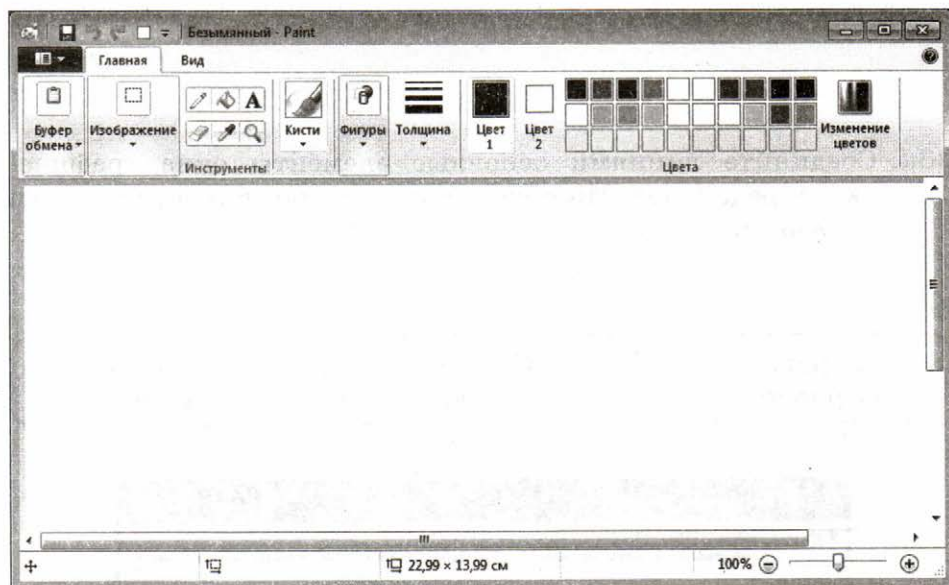 Безымянный - Paint
Главная Вид
Буфер обмена
Изображение
Инструменты
Кисти
Фигуры
Толщина
Цвет 1
Цвет 2
Цвета
Изменение цветов
22,99 × 13,99 см
100%